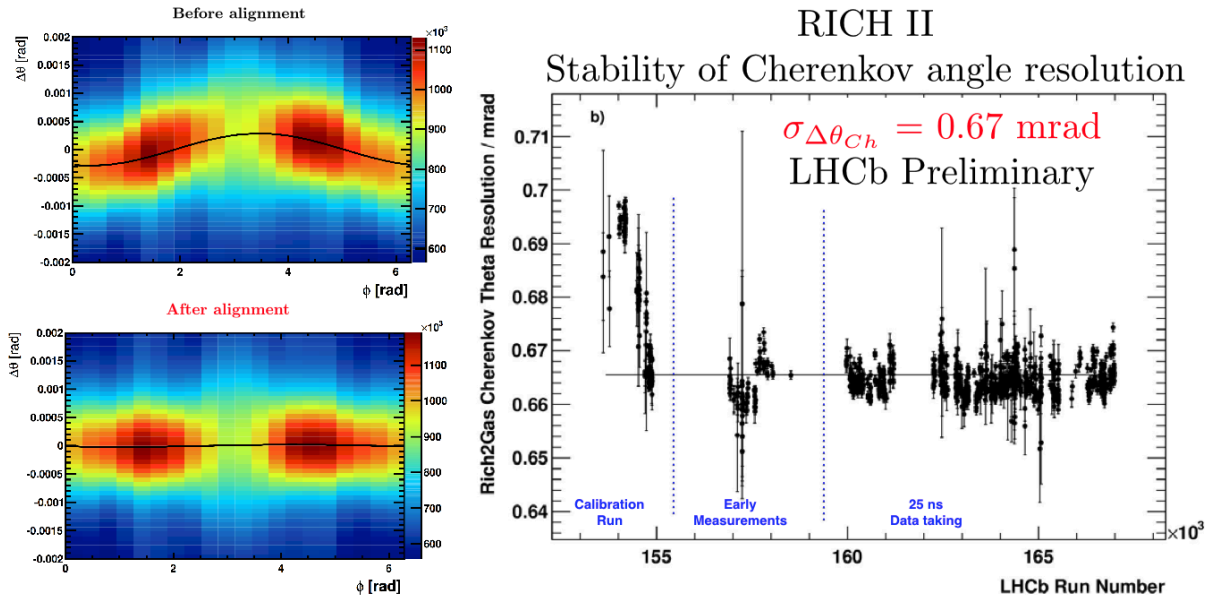 Before alignment
×10³
Δθ [rad]
0.002
0.0015
0.001
0.0005
0
-0.0005
-0.001
-0.0015
-0.002
1100
1000
900
800
700
600
0
2
4
6
ϕ [rad]
After alignment
×10³
Δθ [rad]
0.002
0.0015
0.001
0.0005
0
-0.0005
-0.001
-0.0015
-0.002
1100
1000
900
800
700
600
0
2
4
6
ϕ [rad]
RICH II
Stability of Cherenkov angle resolution
b)
σΔθCh = 0.67 mrad
LHCb Preliminary
Rich2Gas Cherenkov Theta Resolution / mrad
0.71
0.7
0.69
0.68
0.67
0.66
0.65
0.64
Calibration
Run
Early
Measurements
25 ns
Data taking
155
160
165
×10³
LHCb Run Number